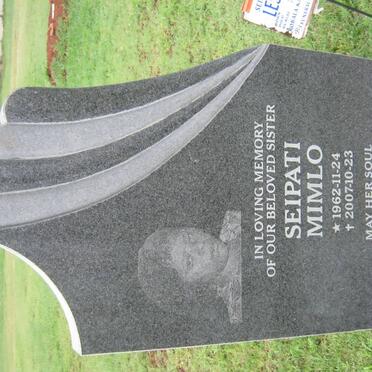 IN LOVING MEMORY
OF OUR BELOVED SISTER
SEIPATI
MIMLO
★ 1962-11-24
✝ 2007-10-23
MAY HER SOUL